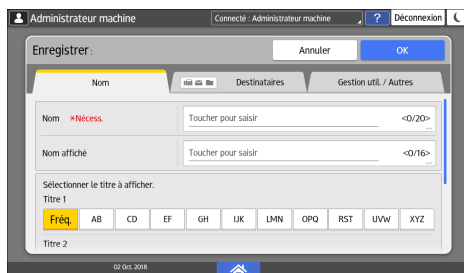 Administrateur machine
Connecté : Administrateur machine
?
Déconnexion
Enregistrer :
Annuler
OK
Nom
Destinataires
Gestion util. / Autres
Nom *Nécess.
Toucher pour saisir
<0/20>
...
Nom affiché
Toucher pour saisir
<0/16>
...
Sélectionner le titre à afficher.
Titre 1
Fréq. AB CD EF GH IJK LMN OPQ RST UVW XYZ
Titre 2
02 Oct. 2018